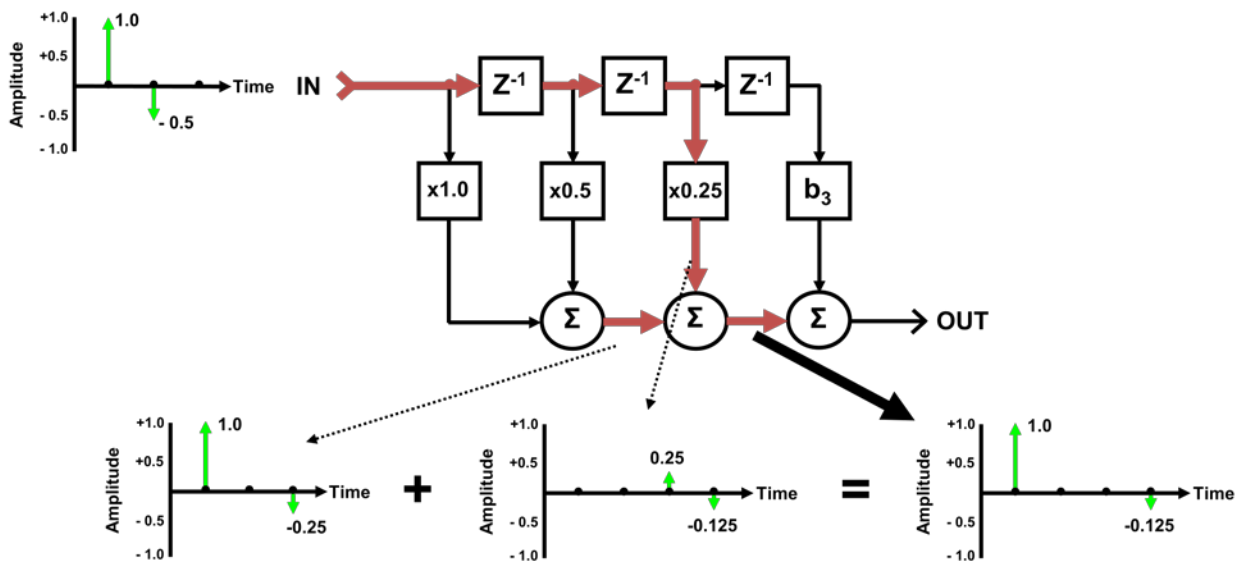 +1.0
1.0
+0.5
Amplitude
Time
- 0.5
- 0.5
- 1.0
IN
Z-1
Z-1
Z-1
x1.0
x0.5
x0.25
b3
Σ
Σ
Σ
OUT
+1.0
1.0
+0.5
Amplitude
Time
- 0.5
-0.25
- 1.0
+
+1.0
+0.5
0.25
Amplitude
Time
- 0.5
-0.125
- 1.0
=
+1.0
1.0
+0.5
Amplitude
Time
- 0.5
-0.125
- 1.0